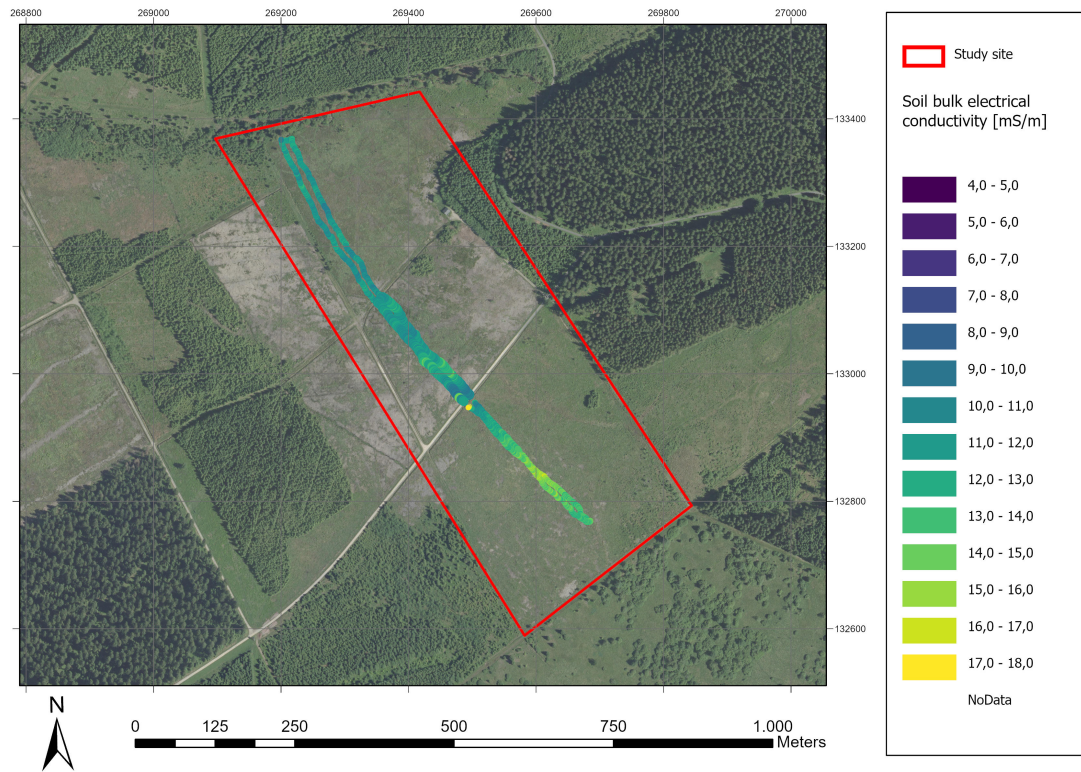 268800 269000 269200 269400 269600 269800 270000
133400
133200
133000
132800
132600
N
0 125 250 500 750 1.000
Meters
Study site
Soil bulk electrical
conductivity [mS/m]
4,0 - 5,0
5,0 - 6,0
6,0 - 7,0
7,0 - 8,0
8,0 - 9,0
9,0 - 10,0
10,0 - 11,0
11,0 - 12,0
12,0 - 13,0
13,0 - 14,0
14,0 - 15,0
15,0 - 16,0
16,0 - 17,0
17,0 - 18,0
NoData